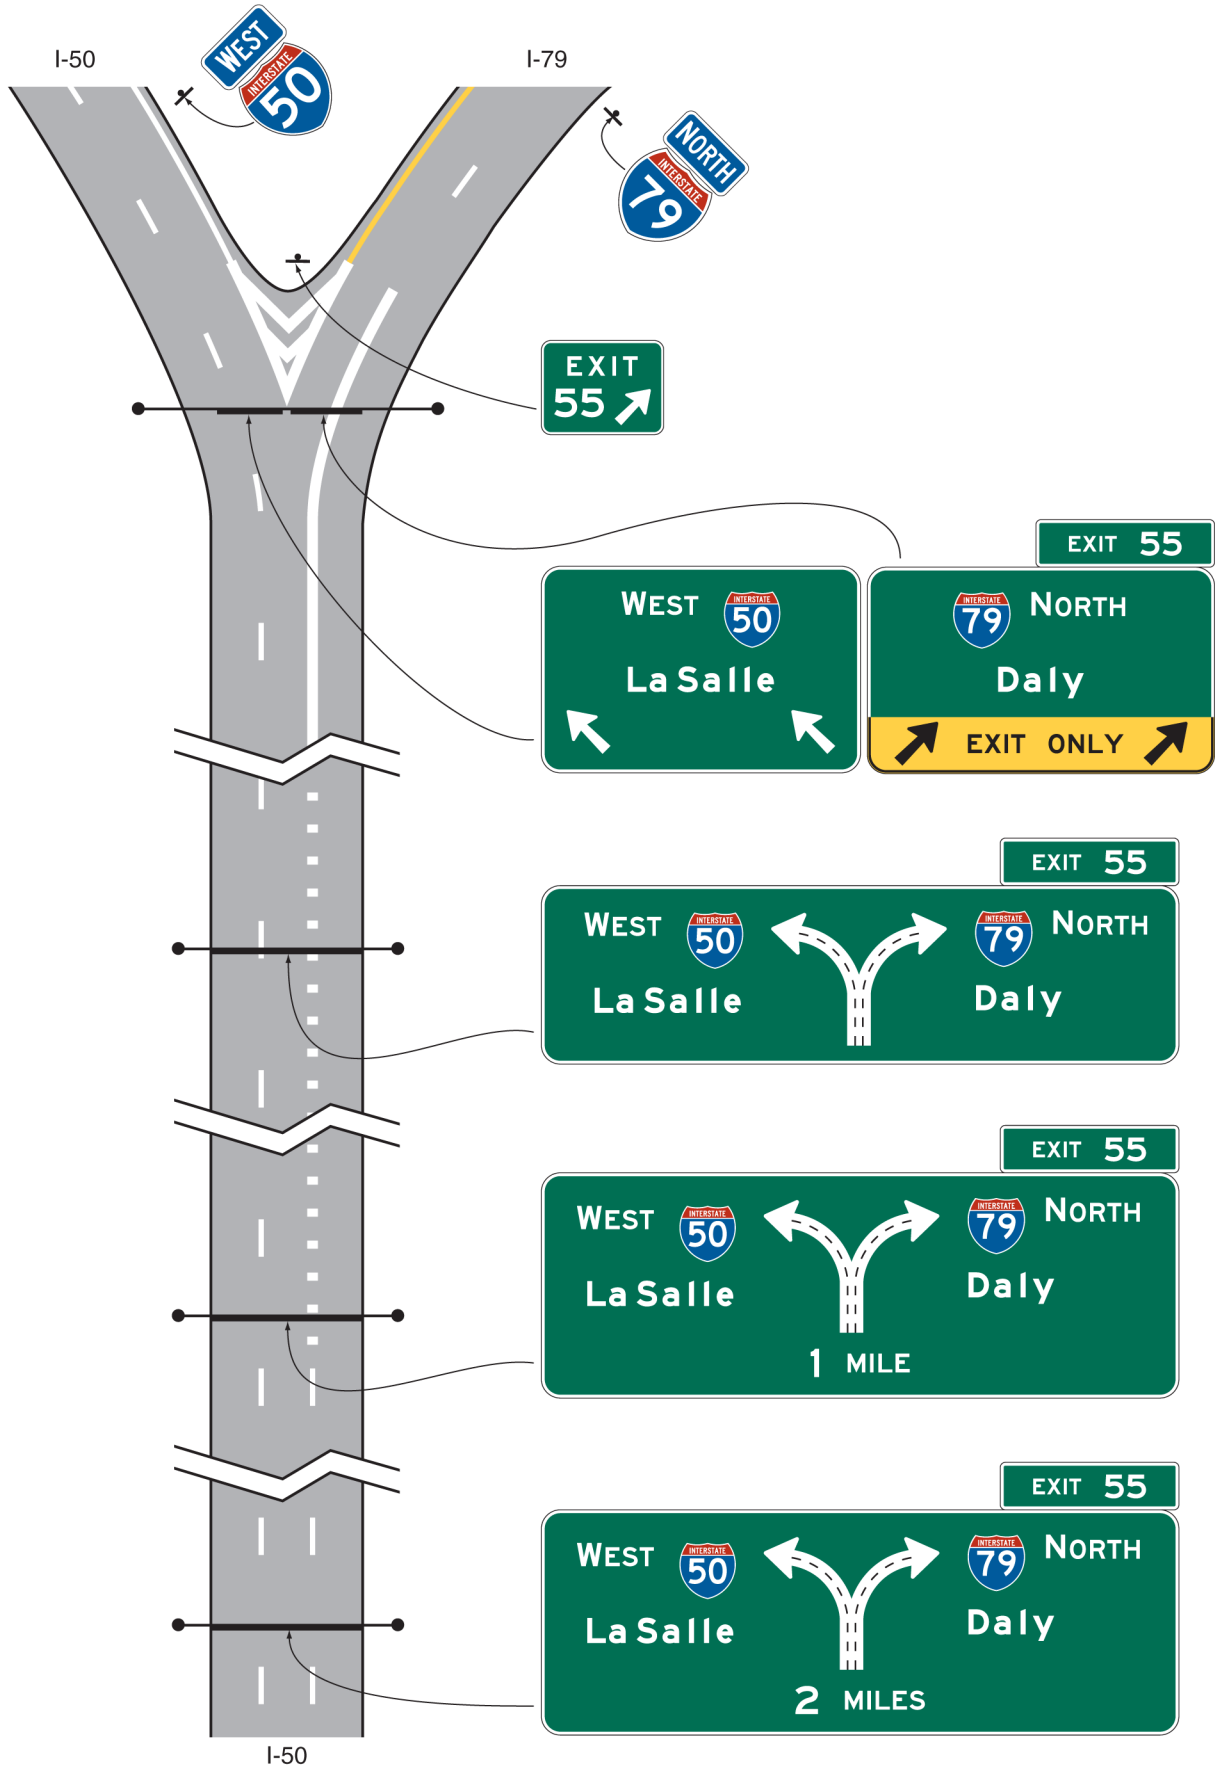 I-50
WEST
INTERSTATE
50
I-79
NORTH
INTERSTATE
79
EXIT
55
WEST INTERSTATE 50
La Salle
EXIT 55
INTERSTATE 79 NORTH
Daly
EXIT ONLY
EXIT 55
WEST INTERSTATE 50 INTERSTATE 79 NORTH
La Salle Daly
EXIT 55
WEST INTERSTATE 50 INTERSTATE 79 NORTH
La Salle Daly
1 MILE
EXIT 55
WEST INTERSTATE 50 INTERSTATE 79 NORTH
La Salle Daly
2 MILES
I-50